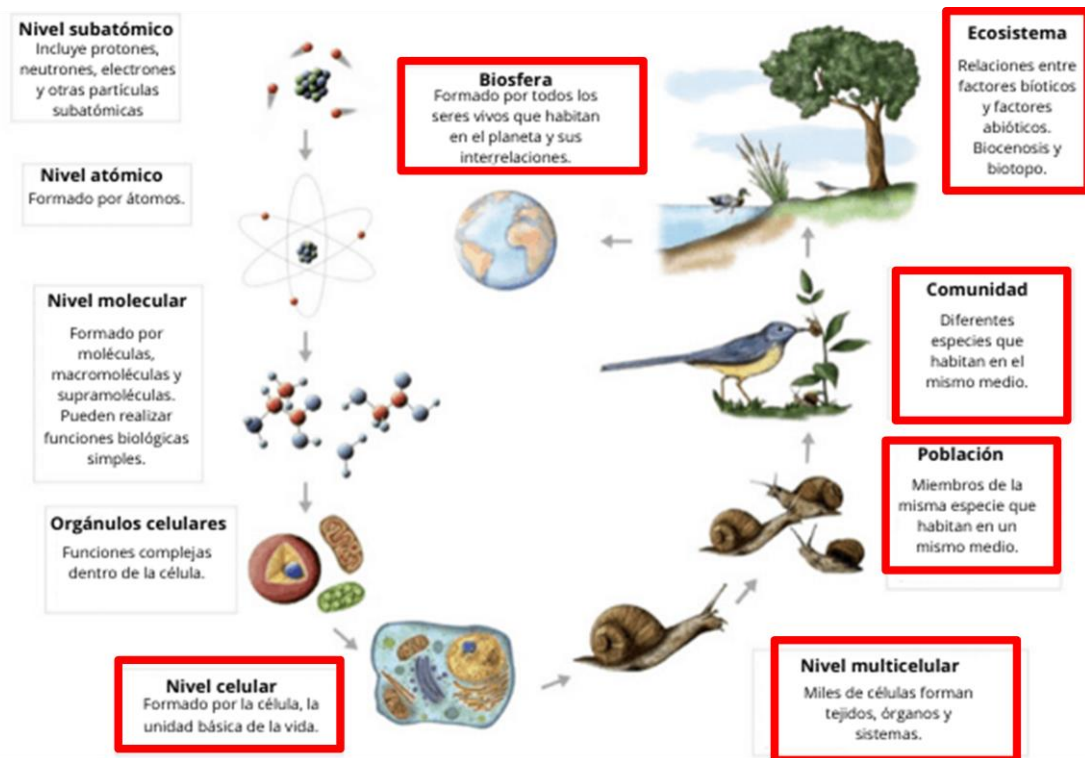 Nivel subatómico
Incluye protones,
neutrones, electrones
y otras partículas
subatómicas
Nivel atómico
Formado por átomos.
Nivel molecular
Formado por
moléculas,
macromoléculas y
supramoléculas.
Pueden realizar
funciones biológicas
simples.
Orgánulos celulares
Funciones complejas
dentro de la célula.
Nivel celular
Formado por la célula, la
unidad básica de la vida.
Nivel multicelular
Miles de células forman
tejidos, órganos y
sistemas.
Población
Miembros de la
misma especie que
habitan en un
mismo medio.
Comunidad
Diferentes
especies que
habitan en el
mismo medio.
Ecosistema
Relaciones entre
factores bíoticos
y factores
abióticos.
Biocenosis y
biotopo.
Biosfera
Formado por todos los
seres vivos que habitan
en el planeta y sus
interrelaciones.